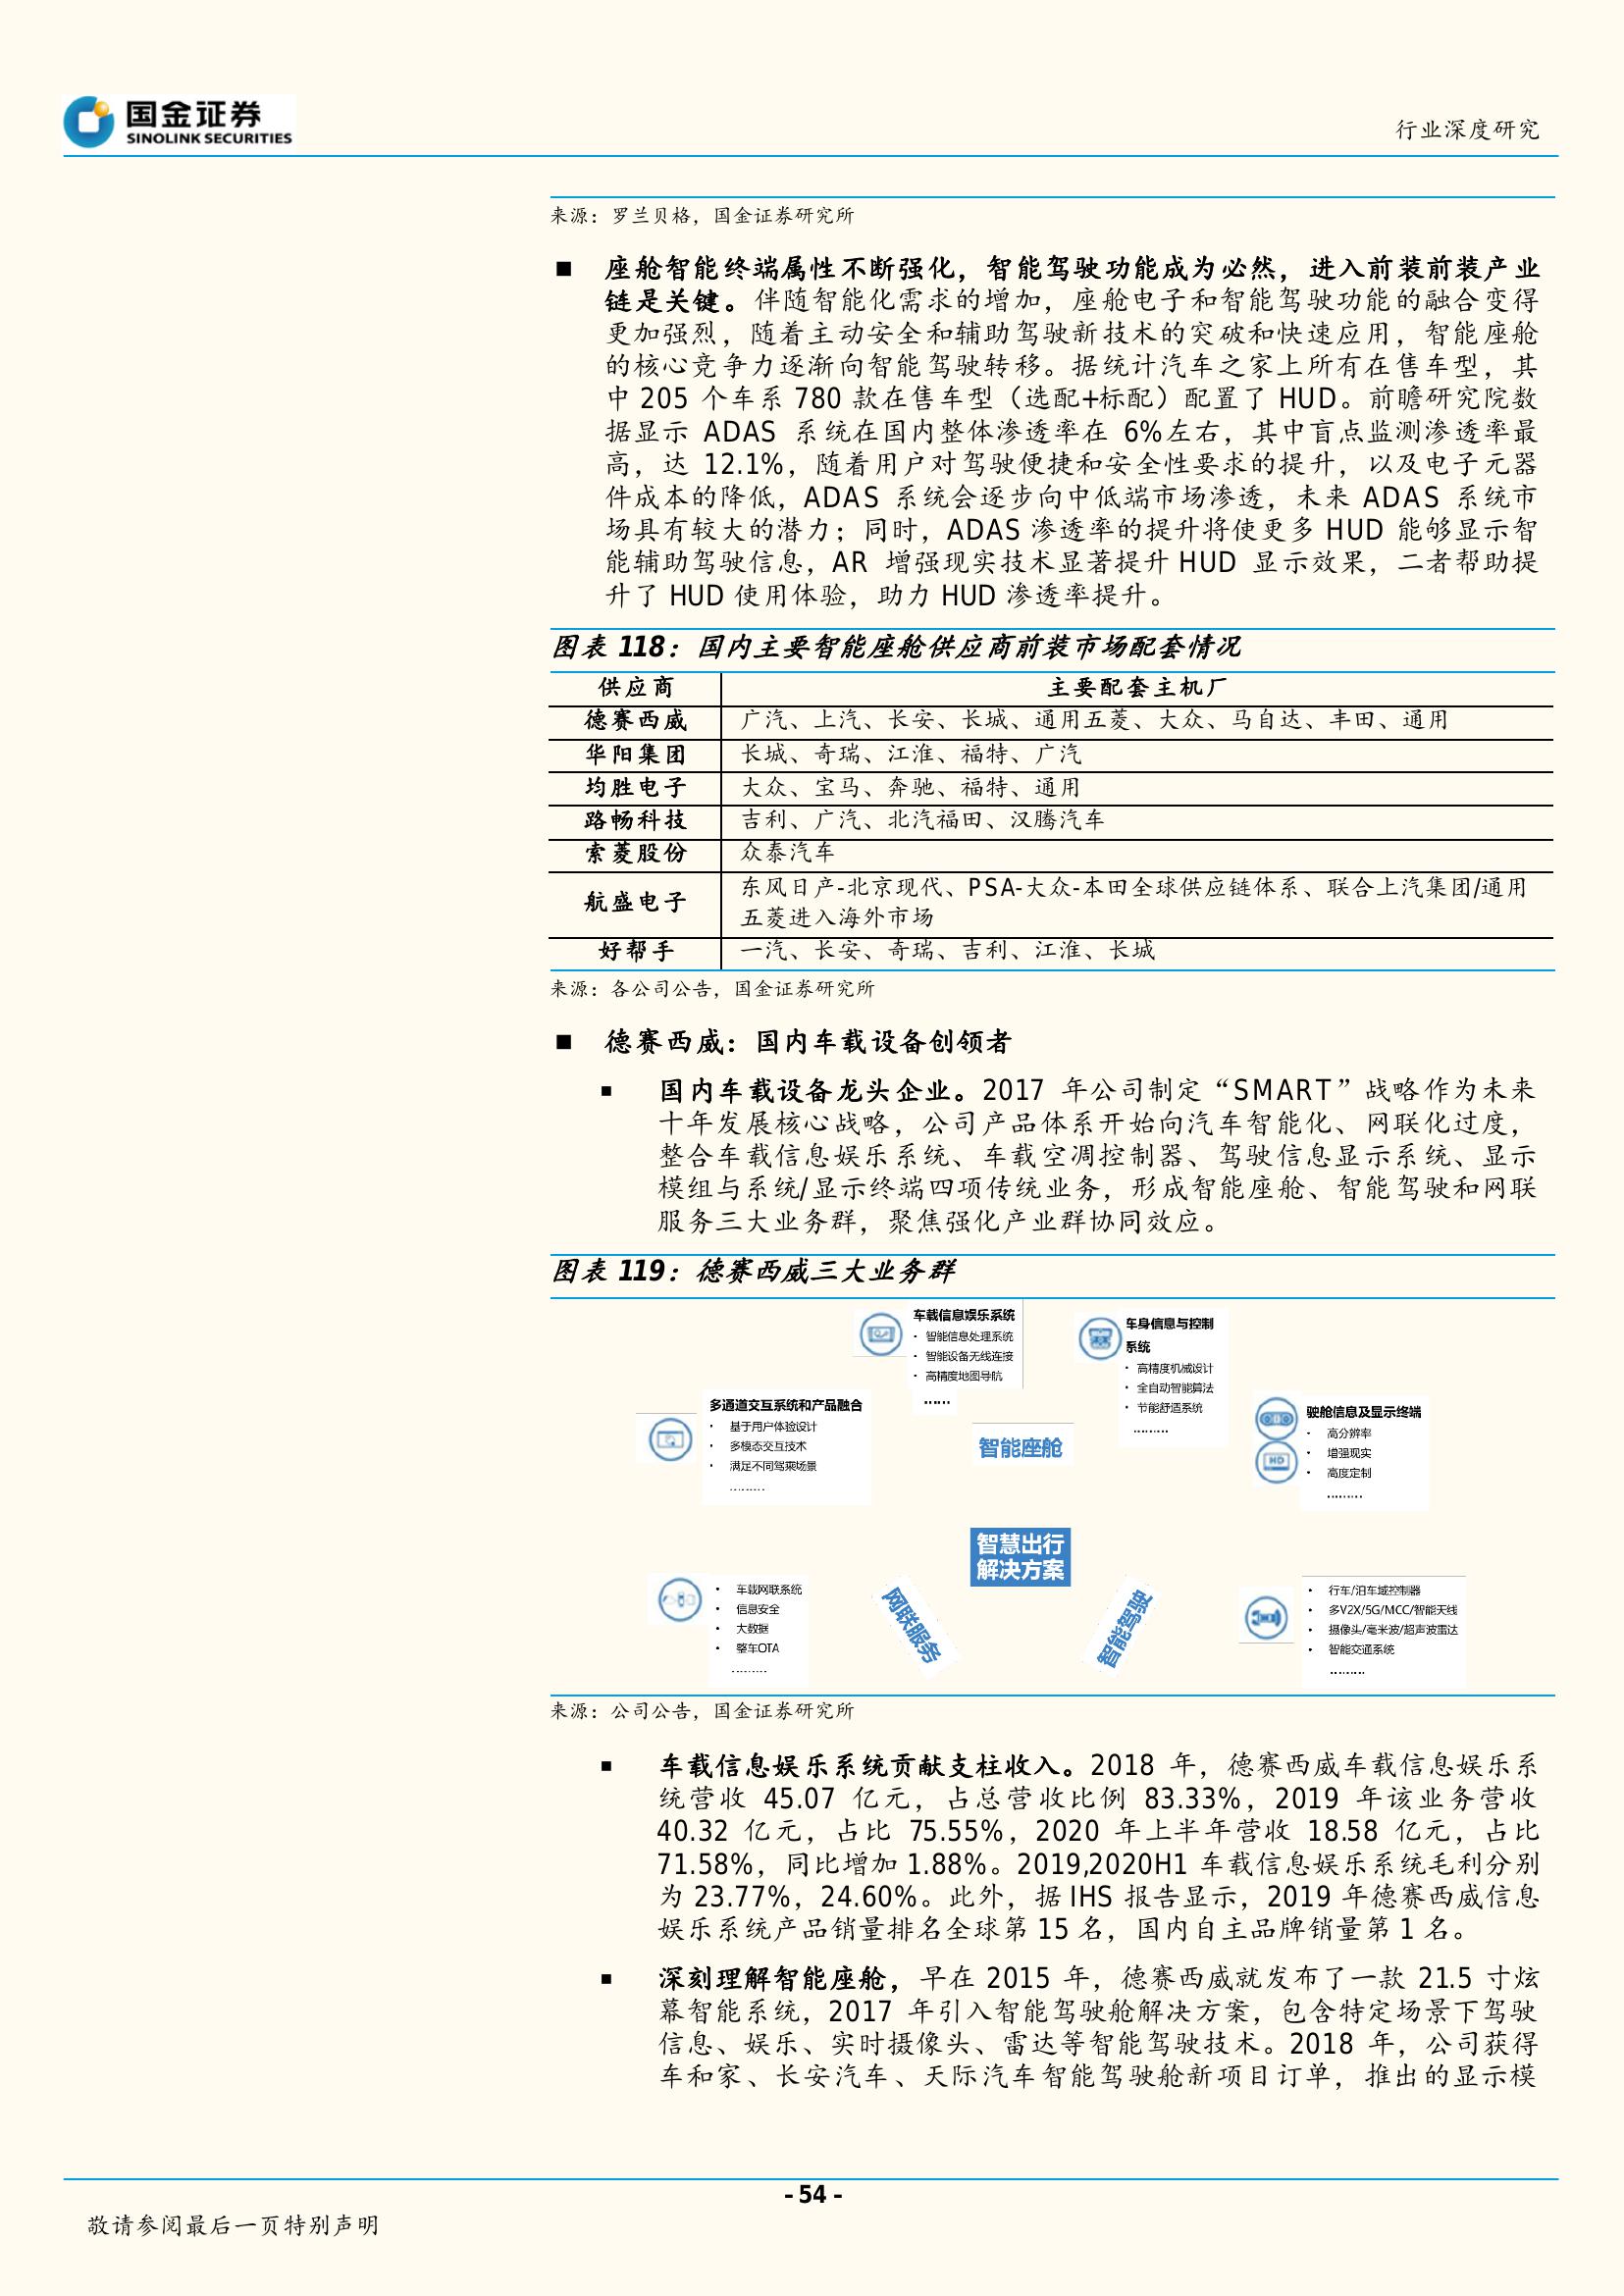 国金证券
SINOLINK SECURITIES
行业深度研究
来源：罗兰贝格，国金证券研究所
■ 座舱智能终端属性不断强化，智能驾驶功能成为必然，进入前装前装产业
链是关键。伴随智能化需求的增加，座舱电子和智能驾驶功能的融合变得
更加强烈，随着主动安全和辅助驾驶新技术的突破和快速应用，智能座舱
的核心竞争力逐渐向智能驾驶转移。据统计汽车之家上所有在售车型，其
中 205 个车系 780 款在售车型（选配+标配）配置了 HUD。前瞻研究院数
据显示 ADAS 系统在国内整体渗透率在 6%左右，其中盲点监测渗透率最
高，达 12.1%，随着用户对驾驶便捷和安全性要求的提升，以及电子元器
件成本的降低，ADAS 系统会逐步向中低端市场渗透，未来 ADAS 系统市
场具有较大的潜力；同时，ADAS 渗透率的提升将使更多 HUD 能够显示智
能辅助驾驶信息，AR 增强现实技术显著提升 HUD 显示效果，二者帮助提
升了 HUD 使用体验，助力 HUD 渗透率提升。
图表 118：国内主要智能座舱供应商前装市场配套情况
供应商 主要配套主机厂
德赛西威 广汽、上汽、长安、长城、通用五菱、大众、马自达、丰田、通用
华阳集团 长城、奇瑞、江淮、福特、广汽
均胜电子 大众、宝马、奔驰、福特、通用
路畅科技 吉利、广汽、北汽福田、汉腾汽车
索菱股份 众泰汽车
航盛电子 东风日产-北京现代、PSA-大众-本田全球供应链体系、联合上汽集团/通用
五菱进入海外市场
好帮手 一汽、长安、奇瑞、吉利、江淮、长城
来源：各公司公告，国金证券研究所
■ 德赛西威：国内车载设备创领者
■ 国内车载设备龙头企业。2017 年公司制定“SMART”战略作为未来
十年发展核心战略，公司产品体系开始向汽车智能化、网联化过度，
整合车载信息娱乐系统、车载空调控制器、驾驶信息显示系统、显示
模组与系统/显示终端四项传统业务，形成智能座舱、智能驾驶和网联
服务三大业务群，聚焦强化产业群协同效应。
图表 119：德赛西威三大业务群
车载信息娱乐系统
• 智能信息处理系统
• 智能设备无线连接
• 高精度地图导航
……
车身信息与控制
系统
• 高精度机械设计
• 全自动智能算法
• 节能舒适系统
………
多通道交互系统和产品融合
• 基于用户体验设计
• 多模态交互技术
• 满足不同驾乘场景
………
驶舱信息及显示终端
• 高分辨率
• 增强现实
• 高度定制
………
HD
智能座舱
智慧出行
解决方案
• 车载网联系统
• 信息安全
• 大数据
• 整车OTA
………
网联服务
智能驾驶
• 行车/泊车域控制器
• 多V2X/5G/MCC/智能天线
• 摄像头/毫米波/超声波雷达
• 智能交通系统
………
来源：公司公告，国金证券研究所
■ 车载信息娱乐系统贡献支柱收入。2018 年，德赛西威车载信息娱乐系
统营收 45.07 亿元，占总营收比例 83.33%，2019 年该业务营收
40.32 亿元，占比 75.55%，2020 年上半年营收 18.58 亿元，占比
71.58%，同比增加 1.88%。2019,2020H1 车载信息娱乐系统毛利分别
为 23.77%，24.60%。此外，据 IHS 报告显示，2019 年德赛西威信息
娱乐系统产品销量排名全球第 15 名，国内自主品牌销量第 1 名。
■ 深刻理解智能座舱，早在 2015 年，德赛西威就发布了一款 21.5 寸炫
幕智能系统，2017 年引入智能驾驶舱解决方案，包含特定场景下驾驶
信息、娱乐、实时摄像头、雷达等智能驾驶技术。2018 年，公司获得
车和家、长安汽车、天际汽车智能驾驶舱新项目订单，推出的显示模
- 54 -
敬请参阅最后一页特别声明